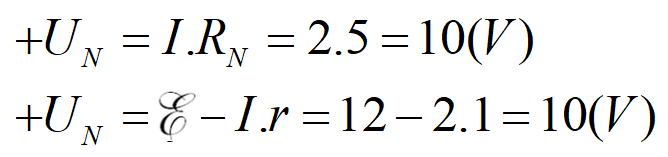 +U_N = I.R_N = 2.5 = 10(V)
+U_N = ℰ − I.r = 12 − 2.1 = 10(V)